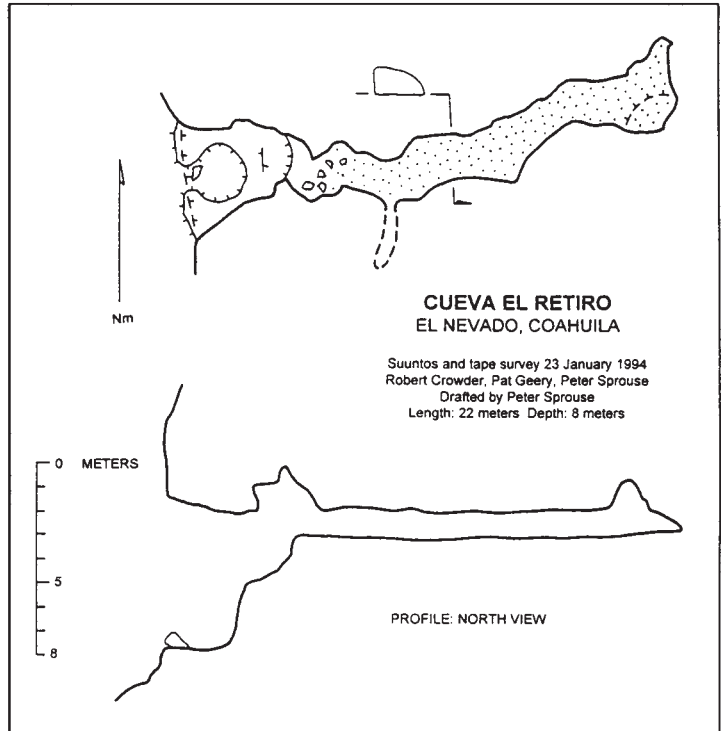 Nm
CUEVA EL RETIRO
EL NEVADO, COAHUILA
Suuntos and tape survey 23 January 1994
Robert Crowder, Pat Geery, Peter Sprouse
Drafted by Peter Sprouse
Length: 22 meters Depth: 8 meters
0 METERS
5
8
PROFILE: NORTH VIEW